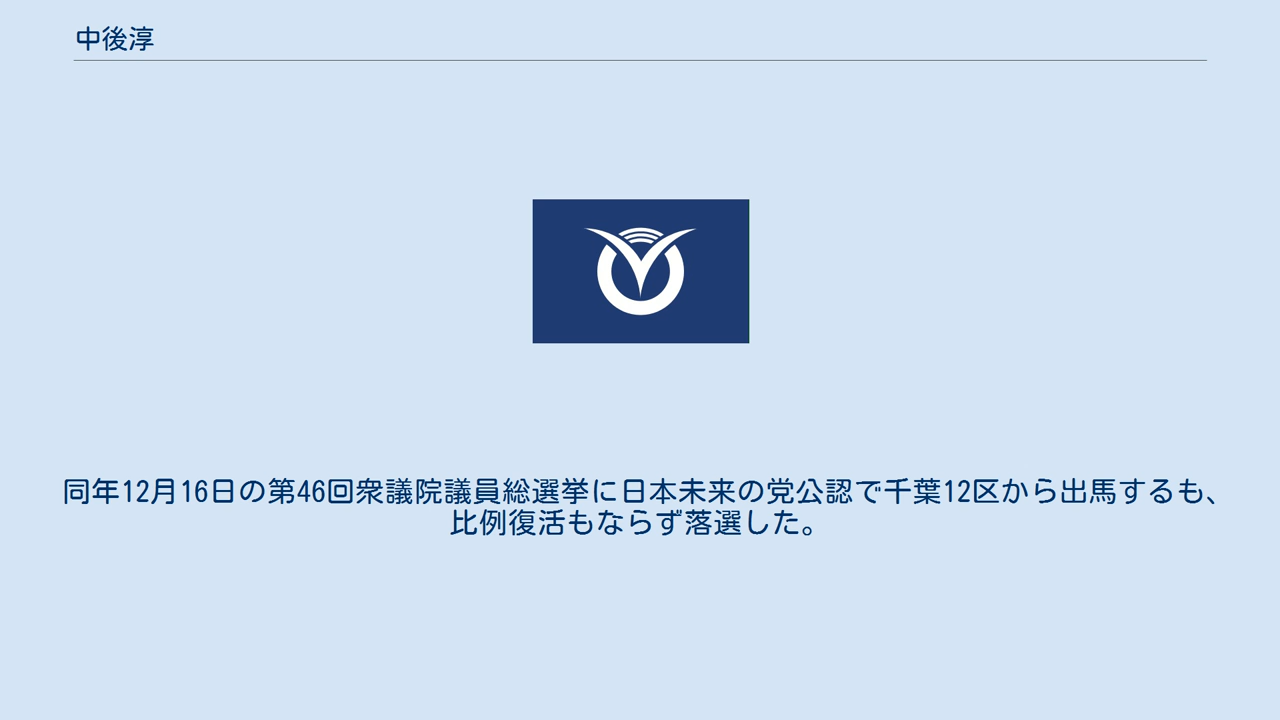 中後淳
同年12月16日の第46回衆議院議員総選挙に日本未来の党公認で千葉12区から出馬するも、
比例復活もならず落選した。